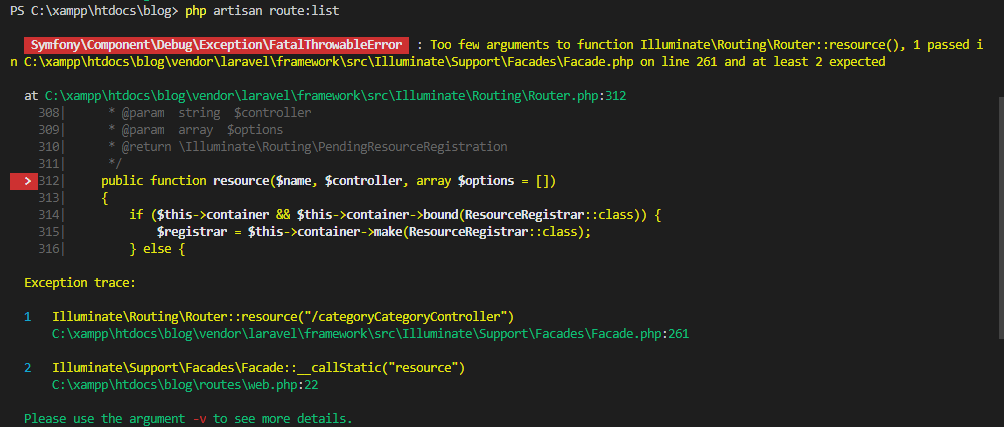 PS C:\xampp\htdocs\blog> php artisan route:list
Symfony\Component\Debug\Exception\FatalThrowableError : Too few arguments to function Illuminate\Routing\Router::resource(), 1 passed i
n C:\xampp\htdocs\blog\vendor\laravel\framework\src\Illuminate\Support\Facades\Facade.php on line 261 and at least 2 expected
at C:\xampp\htdocs\blog\vendor\laravel\framework\src\Illuminate\Routing\Router.php:312
308| * @param string $controller
309| * @param array $options
310| * @return \Illuminate\Routing\PendingResourceRegistration
311| */
> 312| public function resource($name, $controller, array $options = [])
313| {
314| if ($this->container && $this->container->bound(ResourceRegistrar::class)) {
315| $registrar = $this->container->make(ResourceRegistrar::class);
316| } else {
Exception trace:
1 Illuminate\Routing\Router::resource("/categoryCategoryController")
C:\xampp\htdocs\blog\vendor\laravel\framework\src\Illuminate\Support\Facades\Facade.php:261
2 Illuminate\Support\Facades\Facade::__callStatic("resource")
C:\xampp\htdocs\blog\routes\web.php:22
Please use the argument -v to see more details.